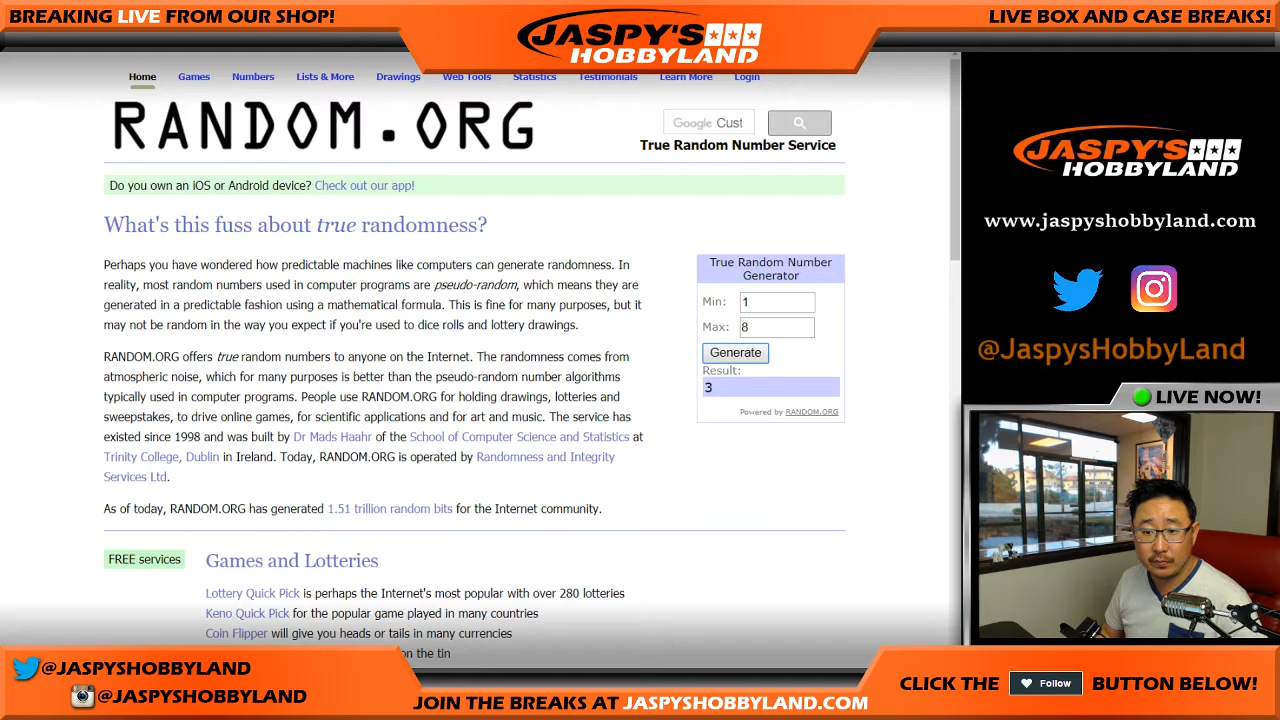 BREAKING LIVE FROM OUR SHOP!
JASPY'S
HOBBYLAND
LIVE BOX AND CASE BREAKS!
Home Games Numbers Lists & More Drawings Web Tools Statistics Testimonials Learn More Login
RANDOM.ORG
Google Cust
True Random Number Service
Do you own an iOS or Android device? Check out our app!
What's this fuss about true randomness?
Perhaps you have wondered how predictable machines like computers can generate randomness. In
reality, most random numbers used in computer programs are pseudo-random, which means they are
generated in a predictable fashion using a mathematical formula. This is fine for many purposes, but it
may not be random in the way you expect if you're used to dice rolls and lottery drawings.
RANDOM.ORG offers true random numbers to anyone on the Internet. The randomness comes from
atmospheric noise, which for many purposes is better than the pseudo-random number algorithms
typically used in computer programs. People use RANDOM.ORG for holding drawings, lotteries and
sweepstakes, to drive online games, for scientific applications and for art and music. The service has
existed since 1998 and was built by Dr Mads Haahr of the School of Computer Science and Statistics at
Trinity College, Dublin in Ireland. Today, RANDOM.ORG is operated by Randomness and Integrity
Services Ltd.
As of today, RANDOM.ORG has generated 1.51 trillion random bits for the Internet community.
True Random Number
Generator
Min: 1
Max: 8
Generate
Result:
3
Powered by RANDOM.ORG
FREE services
Games and Lotteries
Lottery Quick Pick is perhaps the Internet's most popular with over 280 lotteries
Keno Quick Pick for the popular game played in many countries
Coin Flipper will give you heads or tails in many currencies
on the tin
JASPY'S
HOBBYLAND
www.jaspyshobbyland.com
@JaspysHobbyLand
LIVE NOW!
@JASPYSHOBBYLAND
@JASPYSHOBBYLAND
JOIN THE BREAKS AT JASPYSHOBBYLAND.COM
CLICK THE Follow BUTTON BELOW!